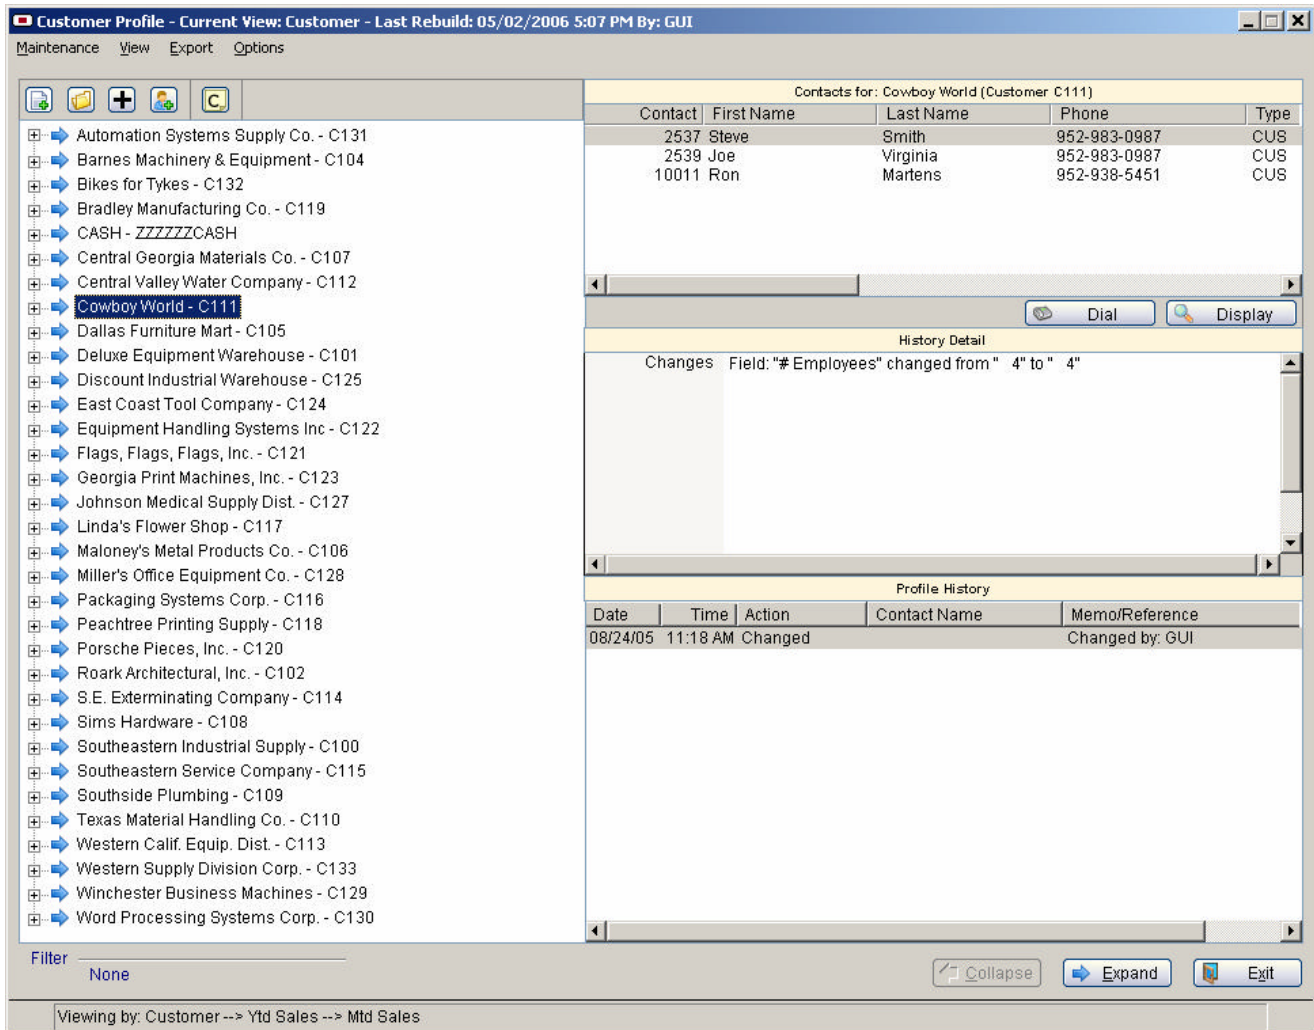 Customer Profile - Current View: Customer - Last Rebuild: 05/02/2006 5:07 PM By: GUI
Maintenance View Export Options
C
Automation Systems Supply Co. - C131
Barnes Machinery & Equipment - C104
Bikes for Tykes - C132
Bradley Manufacturing Co. - C119
CASH - ZZZZZZCASH
Central Georgia Materials Co. - C107
Central Valley Water Company - C112
Cowboy World - C111
Dallas Furniture Mart - C105
Deluxe Equipment Warehouse - C101
Discount Industrial Warehouse - C125
East Coast Tool Company - C124
Equipment Handling Systems Inc - C122
Flags, Flags, Flags, Inc. - C121
Georgia Print Machines, Inc. - C123
Johnson Medical Supply Dist. - C127
Linda's Flower Shop - C117
Maloney's Metal Products Co. - C106
Miller's Office Equipment Co. - C128
Packaging Systems Corp. - C116
Peachtree Printing Supply - C118
Porsche Pieces, Inc. - C120
Roark Architectural, Inc. - C102
S.E. Exterminating Company - C114
Sims Hardware - C108
Southeastern Industrial Supply - C100
Southeastern Service Company - C115
Southside Plumbing - C109
Texas Material Handling Co. - C110
Western Calif. Equip. Dist. - C113
Western Supply Division Corp. - C133
Winchester Business Machines - C129
Word Processing Systems Corp. - C130
Contacts for: Cowboy World (Customer C111)
Contact First Name Last Name Phone Type
2537 Steve Smith 952-983-0987 CUS
2539 Joe Virginia 952-983-0987 CUS
10011 Ron Martens 952-938-5451 CUS
Dial Display
History Detail
Changes Field: "# Employees" changed from "   4" to "   4"
Profile History
Date Time Action Contact Name Memo/Reference
08/24/05 11:18 AM Changed Changed by: GUI
Filter
None
Collapse Expand Exit
Viewing by: Customer --> Ytd Sales --> Mtd Sales